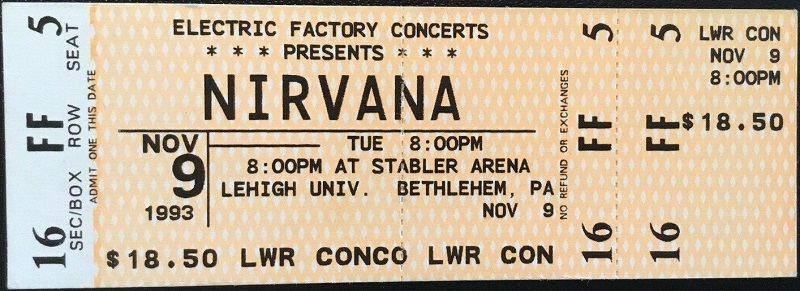 16 FF 5
SEC/BOX ROW SEAT
ADMIT ONE THIS DATE
ELECTRIC FACTORY CONCERTS
* * * PRESENTS * * *
NIRVANA
NOV
9
1993
TUE 8:00PM
8:00PM AT STABLER ARENA
LEHIGH UNIV. BETHLEHEM, PA
NOV 9
$18.50 LWR CONCO LWR CON
NO REFUND OR EXCHANGES
16 FF 5
16 FF 5
LWR CON
NOV 9
8:00PM
$18.50